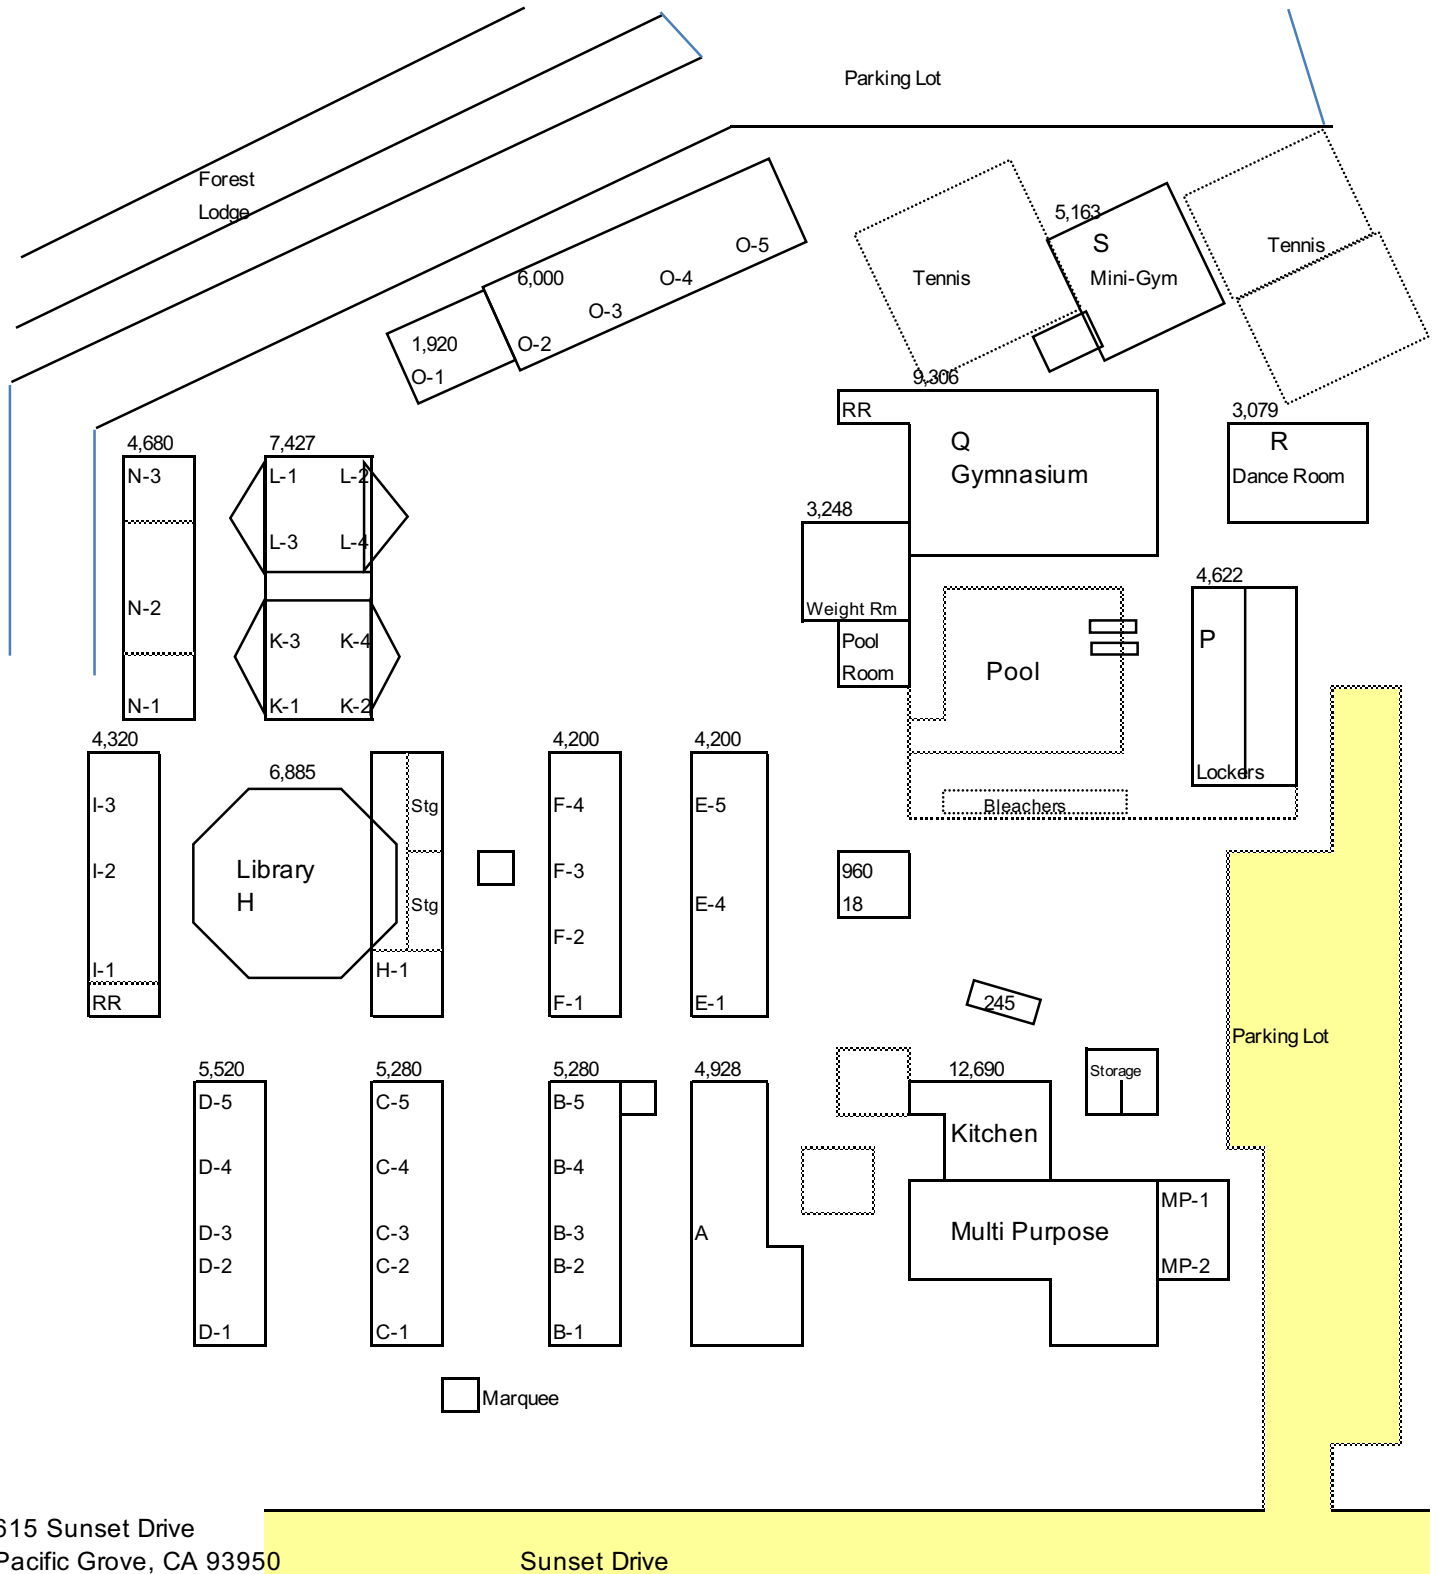 Parking Lot
Forest
Lodge
5,163
S
Mini-Gym
Tennis
Tennis
O-5
O-4
6,000
O-3
O-2
1,920
O-1
9,306
RR
Q
Gymnasium
3,079
R
Dance Room
4,680
N-3
N-2
N-1
7,427
L-1
L-2
L-3
L-4
K-3
K-4
K-1
K-2
3,248
Weight Rm
Pool
Room
Pool
4,622
P
Lockers
Bleachers
4,320
I-3
I-2
I-1
RR
6,885
Library
H
Stg
Stg
H-1
4,200
F-4
F-3
F-2
F-1
4,200
E-5
E-4
E-1
960
18
245
Parking Lot
5,520
D-5
D-4
D-3
D-2
D-1
5,280
C-5
C-4
C-3
C-2
C-1
5,280
B-5
B-4
B-3
B-2
B-1
4,928
A
12,690
Kitchen
Storage
Multi Purpose
MP-1
MP-2
Marquee
615 Sunset Drive
Pacific Grove, CA 93950
Sunset Drive